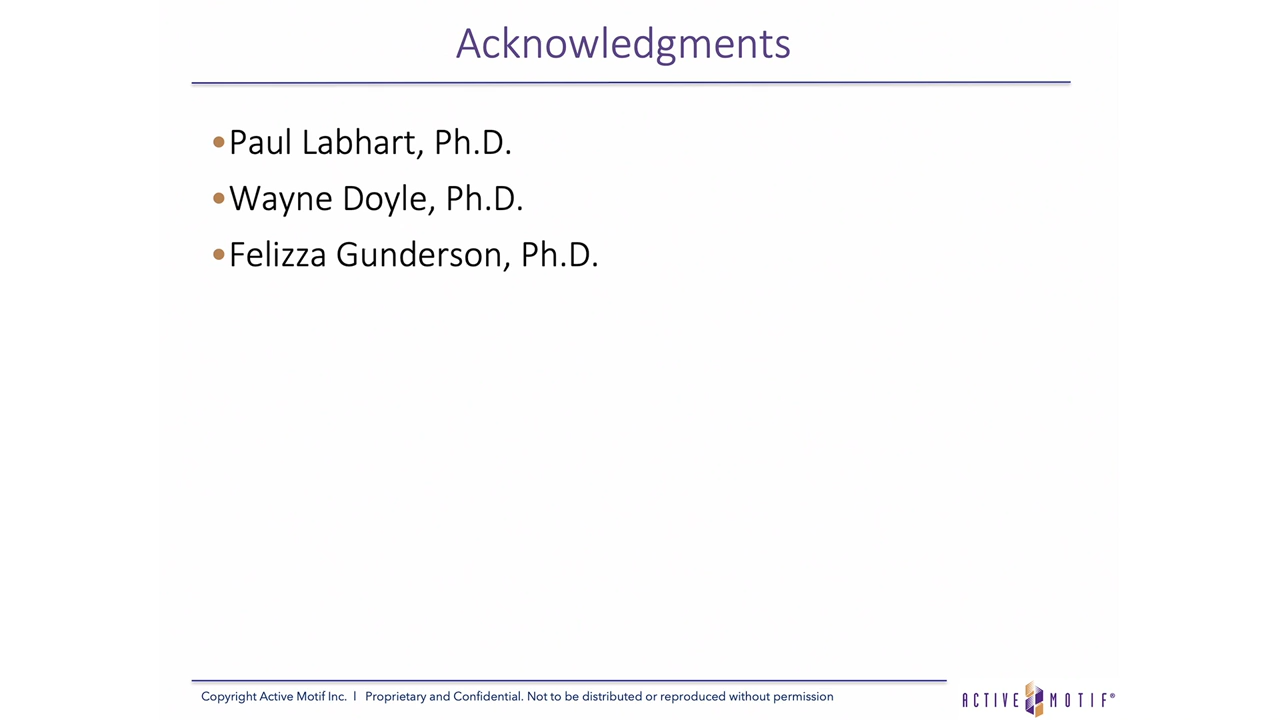 Acknowledgments
•Paul Labhart, Ph.D.
•Wayne Doyle, Ph.D.
•Felizza Gunderson, Ph.D.
Copyright Active Motif Inc. | Proprietary and Confidential. Not to be distributed or reproduced without permission
ACTIVE MOTIF®